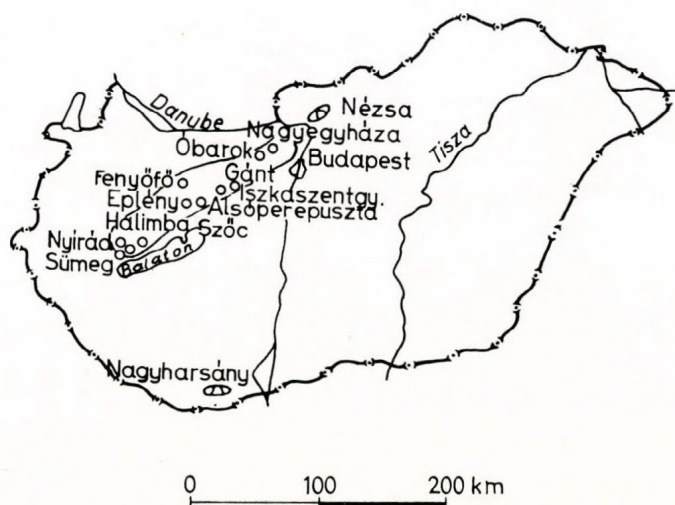 Nézsa
Danube
Nagyegyháza
Óbarok
Budapest
Tisza
Gánt
Fenyőfő
Iszkaszentgy.
Eplény
Alsóperepuszta
Halimba
Szőc
Nyirád
Sümeg
Balaton
Nagyharsány
0 100 200 km